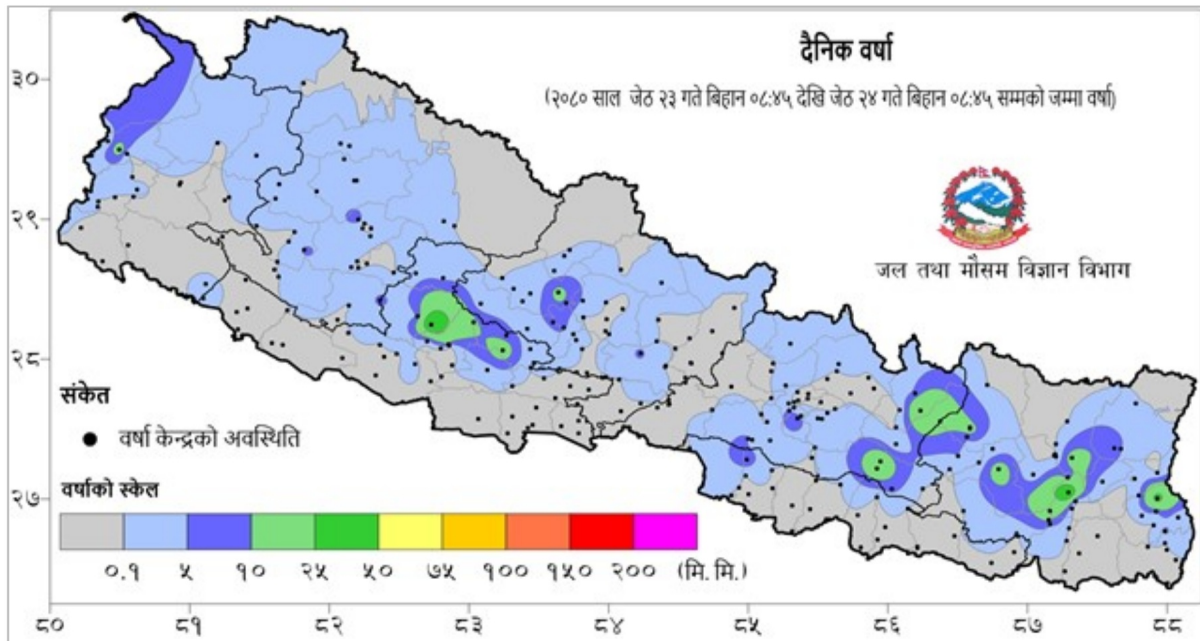 दैनिक वर्षा
(२०८० साल जेठ २३ गते बिहान ०८:४५ देखि जेठ २४ गते बिहान ०८:४५ सम्मको जम्मा वर्षा)
जल तथा मौसम विज्ञान विभाग
३०
२९
२८
२७
संकेत
वर्षा केन्द्रको अवस्थिति
वर्षाको स्केल
०.१ ५ १० २५ ५० ७५ १०० १५० २०० (मि.मि.)
८० ८१ ८२ ८३ ८४ ८५ ८६ ८७ ८८